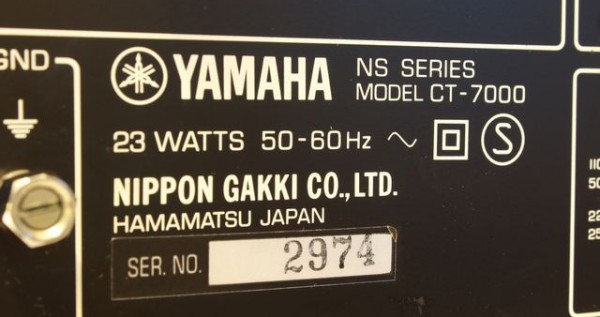 GND
YAMAHA
NS SERIES
MODEL CT-7000
23 WATTS 50-60Hz
S
NIPPON GAKKI CO.,LTD.
HAMAMATSU JAPAN
SER. NO. 2974